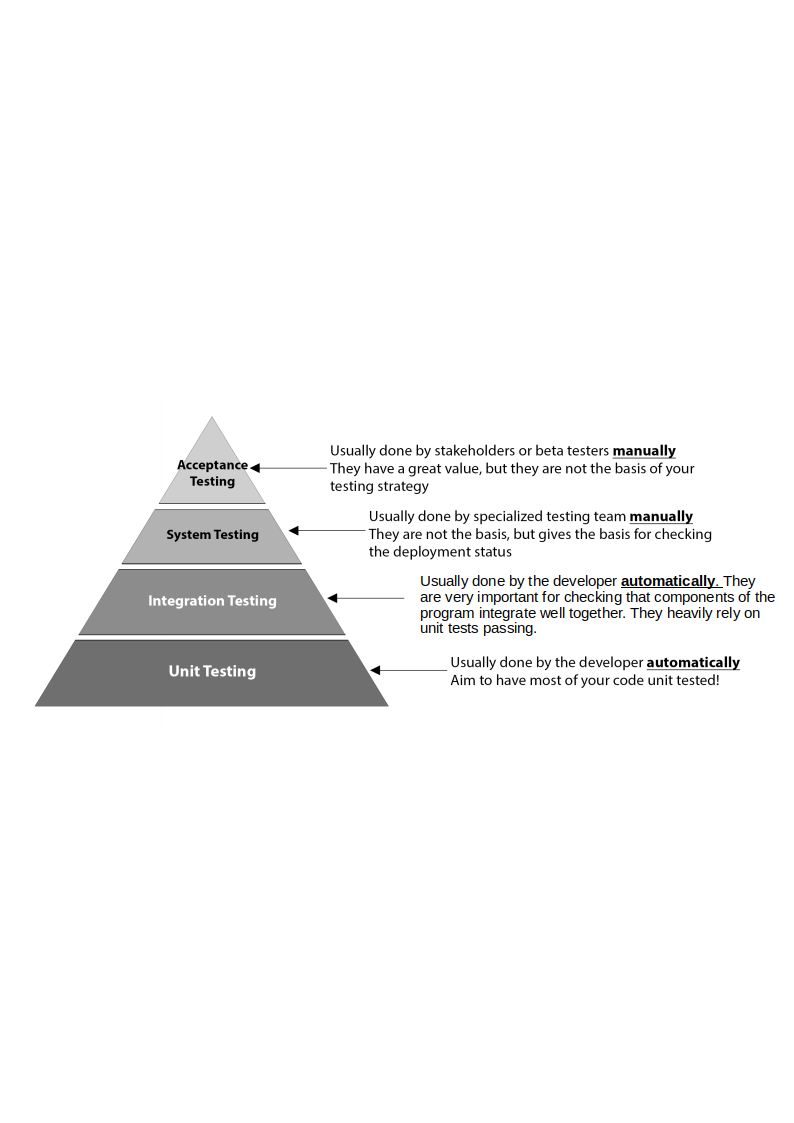 Acceptance
Testing
Usually done by stakeholders or beta testers manually
They have a great value, but they are not the basis of your
testing strategy
System Testing
Usually done by specialized testing team manually
They are not the basis, but gives the basis for checking
the deployment status
Integration Testing
Usually done by the developer automatically. They
are very important for checking that components of the
program integrate well together. They heavily rely on
unit tests passing.
Unit Testing
Usually done by the developer automatically
Aim to have most of your code unit tested!